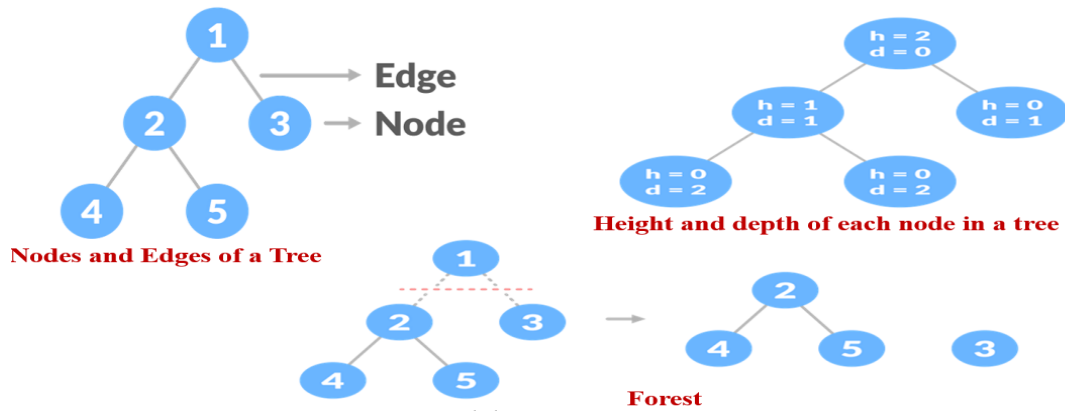 1
Edge
2
3
Node
4
5
Nodes and Edges of a Tree
h = 2
d = 0
h = 1
d = 1
h = 0
d = 1
h = 0
d = 2
h = 0
d = 2
Height and depth of each node in a tree
1
2
3
4
5
2
4
5
3
Forest